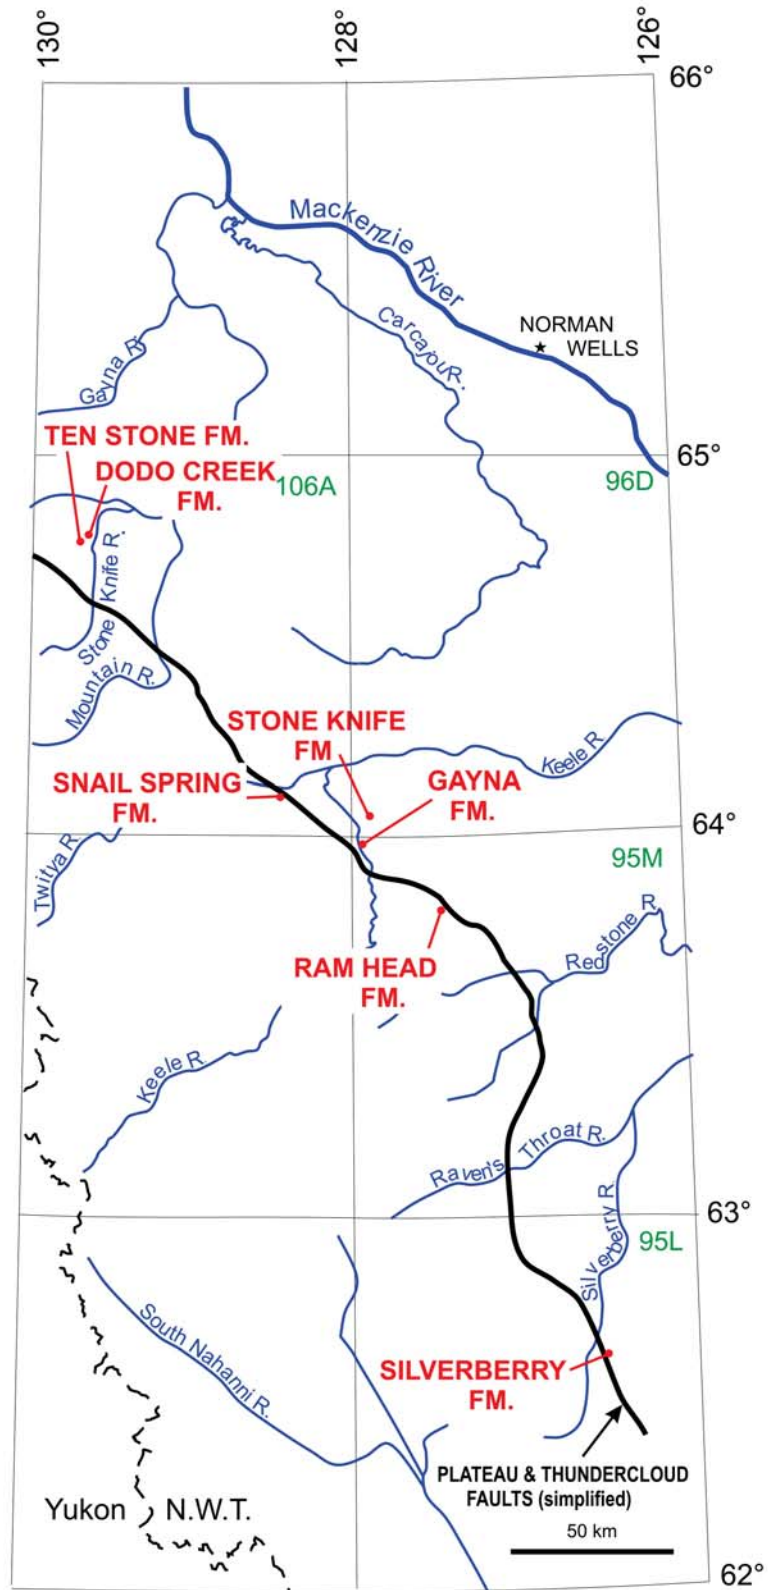 130°
128°
126°
66°
Mackenzie River
NORMAN
WELLS
Carcajou R.
Gayna R.
TEN STONE FM.
65°
DODO CREEK
FM.
106A
96D
Stone Knife R.
Mountain R.
STONE KNIFE
FM
Keele R.
SNAIL SPRING
FM.
GAYNA
FM.
64°
95M
Twitya R.
Redstone R.
RAM HEAD
FM.
Keele R.
Raven's Throat R.
63°
Silverberry R.
95L
South Nahanni R.
SILVERBERRY
FM.
PLATEAU & THUNDERCLOUD
FAULTS (simplified)
Yukon N.W.T.
50 km
62°